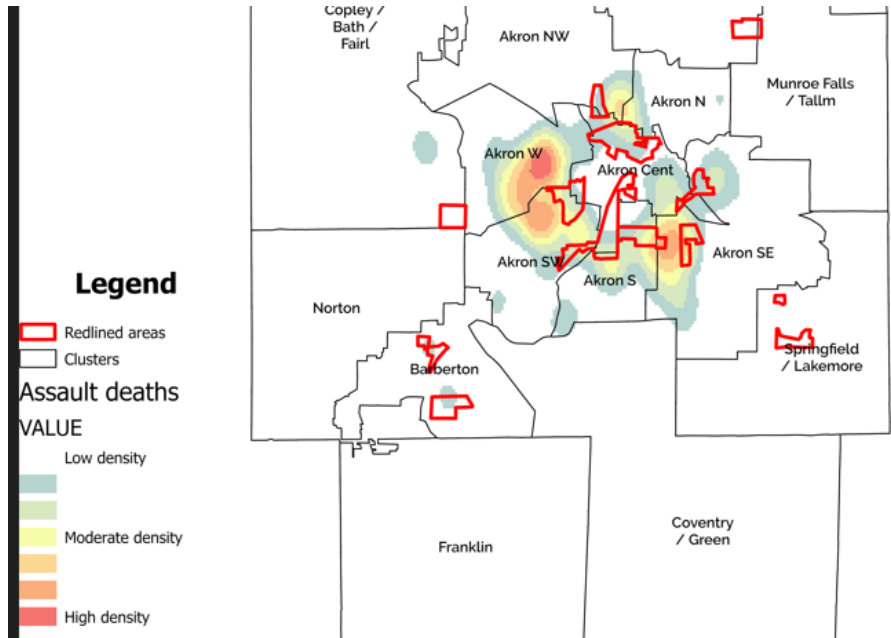 Copley /
Bath /
Fairl
Akron NW
Munroe Falls
/ Tallm
Akron N
Akron W
Akron Cent
Akron SW
Akron SE
Akron S
Norton
Springfield
/ Lakemore
Barberton
Coventry
/ Green
Franklin
Legend
Redlined areas
Clusters
Assault deaths
VALUE
Low density
Moderate density
High density